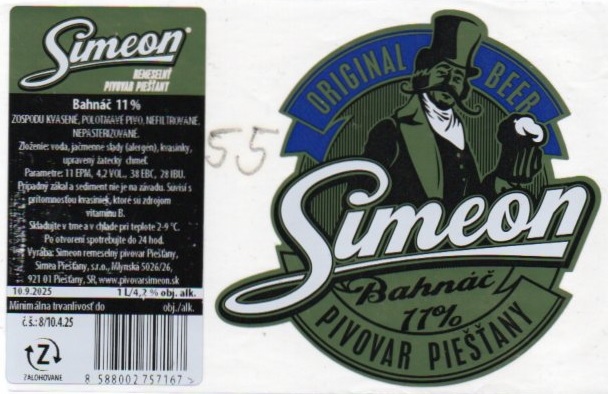 Simeon
REMESELNÝ
PIVOVAR PIEŠŤANY
Bahnáč 11%
ZOSPODU KVASENÉ, POLOTMAVÉ PIVO, NEFILTROVANÉ,
NEPASTERIZOVANÉ.
Zloženie: voda, jačmenné slady (alergén), kvasinky,
upravený žatecký chmeľ.
Parametre: 11 EPM, 4,2 VOL., 38 EBC, 28 IBU.
Prípadný zákal a sediment nie je na závadu. Súvisí s
prítomnosťou kvasiniek, ktoré sú zdrojom
vitamínu B.
Skladujte v tme a v chlade pri teplote 2-9 °C.
Po otvorení spotrebujte do 24 hod.
Výrába: Simeon remeselný pivovar Piešťany,
Simea Piešťany, s.r.o., Mlynská 5026/26,
921 01 Piešťany, SR, www.pivovarsimeon.sk
10.9.2025 1 L/4,2 % obj. alk.
Minimálna trvanlivosť do obj./alk.
č.š.: 8/10.4.25
Z
ZÁLOHOVANÉ
8 588002 757167 >
55
ORIGINAL BEER
Simeon
Bahnáč
11%
PIVOVAR PIEŠŤANY